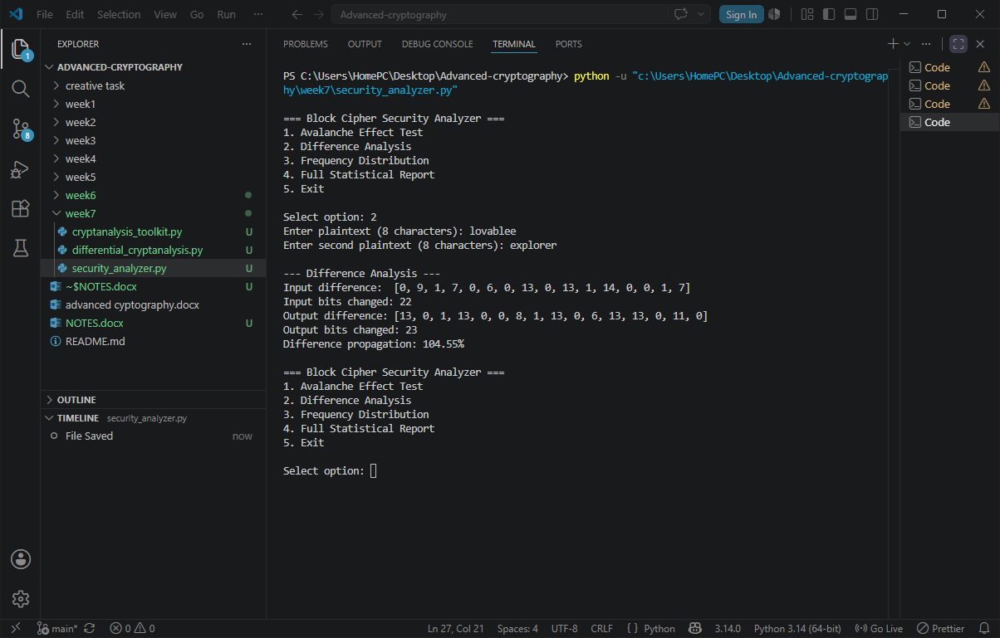 File Edit Selection View Go Run ··· Advanced-cryptography Sign In
EXPLORER ···
ADVANCED-CRYPTOGRAPHY
creative task
week1
week2
week3
week4
week5
week6
week7
cryptanalysis_toolkit.py U
differential_cryptanalysis.py U
security_analyzer.py U
~$NOTES.docx U
advanced cyptography.docx
NOTES.docx U
README.md
OUTLINE
TIMELINE security_analyzer.py
File Saved now
1
8
PROBLEMS OUTPUT DEBUG CONSOLE TERMINAL PORTS
PS C:\Users\HomePC\Desktop\Advanced-cryptography> python -u "c:\Users\HomePC\Desktop\Advanced-cryptograp
hy\week7\security_analyzer.py"
=== Block Cipher Security Analyzer ===
1. Avalanche Effect Test
2. Difference Analysis
3. Frequency Distribution
4. Full Statistical Report
5. Exit
Select option: 2
Enter plaintext (8 characters): lovablee
Enter second plaintext (8 characters): explorer
--- Difference Analysis ---
Input difference:  [0, 9, 1, 7, 0, 6, 0, 13, 0, 13, 1, 14, 0, 0, 1, 7]
Input bits changed: 22
Output difference: [13, 0, 1, 13, 0, 0, 8, 1, 13, 0, 6, 13, 13, 0, 11, 0]
Output bits changed: 23
Difference propagation: 104.55%
=== Block Cipher Security Analyzer ===
1. Avalanche Effect Test
2. Difference Analysis
3. Frequency Distribution
4. Full Statistical Report
5. Exit
Select option:
Code
Code
Code
Code
main* 0 0 Ln 27, Col 21 Spaces: 4 UTF-8 CRLF { } Python 3.14.0 Python 3.14 (64-bit) Go Live Prettier